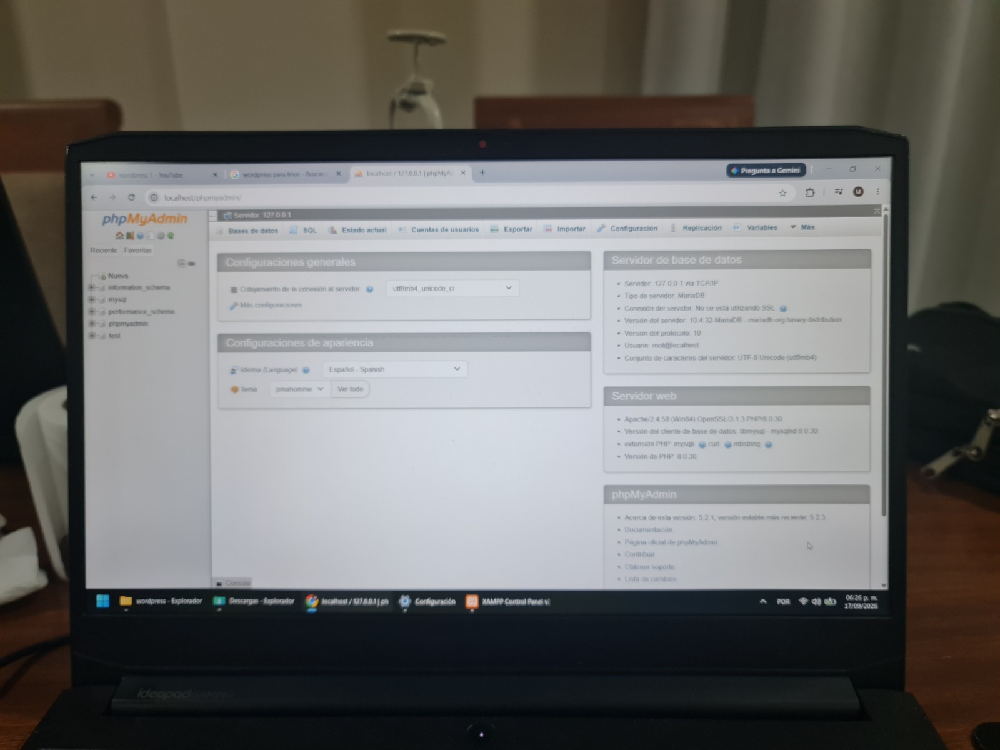 wordpress 1 - YouTube
wordpress para linus - Buscar
localhost / 127.0.0.1 | phpMyA
Pregunta a Gemini
localhost/phpmyadmin/
M
phpMyAdmin
Reciente Favoritas
Nueva
information_schema
mysql
performance_schema
phpmyadmin
test
Servidor: 127.0.0.1
Bases de datos SQL Estado actual Cuentas de usuarios Exportar Importar Configuración Replicación Variables Más
Configuraciones generales
Cotejamiento de la conexión al servidor: utf8mb4_unicode_ci
Más configuraciones
Configuraciones de apariencia
Idioma (Language) Español - Spanish
Tema pmahomme Ver todo
Servidor de base de datos
Servidor: 127.0.0.1 via TCP/IP
Tipo de servidor: MariaDB
Conexión del servidor: No se está utilizando SSL
Versión del servidor: 10.4.32-MariaDB - mariadb.org binary distribution
Versión del protocolo: 10
Usuario: root@localhost
Conjunto de caracteres del servidor: UTF-8 Unicode (utf8mb4)
Servidor web
Apache/2.4.58 (Win64) OpenSSL/3.1.3 PHP/8.0.30
Versión del cliente de base de datos: libmysql - mysqlnd 8.0.30
extensión PHP: mysqli curl mbstring
Versión de PHP: 8.0.30
phpMyAdmin
Acerca de esta versión: 5.2.1, versión estable más reciente: 5.2.3
Documentación
Página oficial de phpMyAdmin
Contribuir
Obtener soporte
Lista de cambios
Consola
wordpress - Explorador
Descargas - Explorador
localhost / 127.0.0.1 | ph
Configuración
XAMPP Control Panel v:
POR
06:26 p. m.
17/09/2026
ideapad GAMING